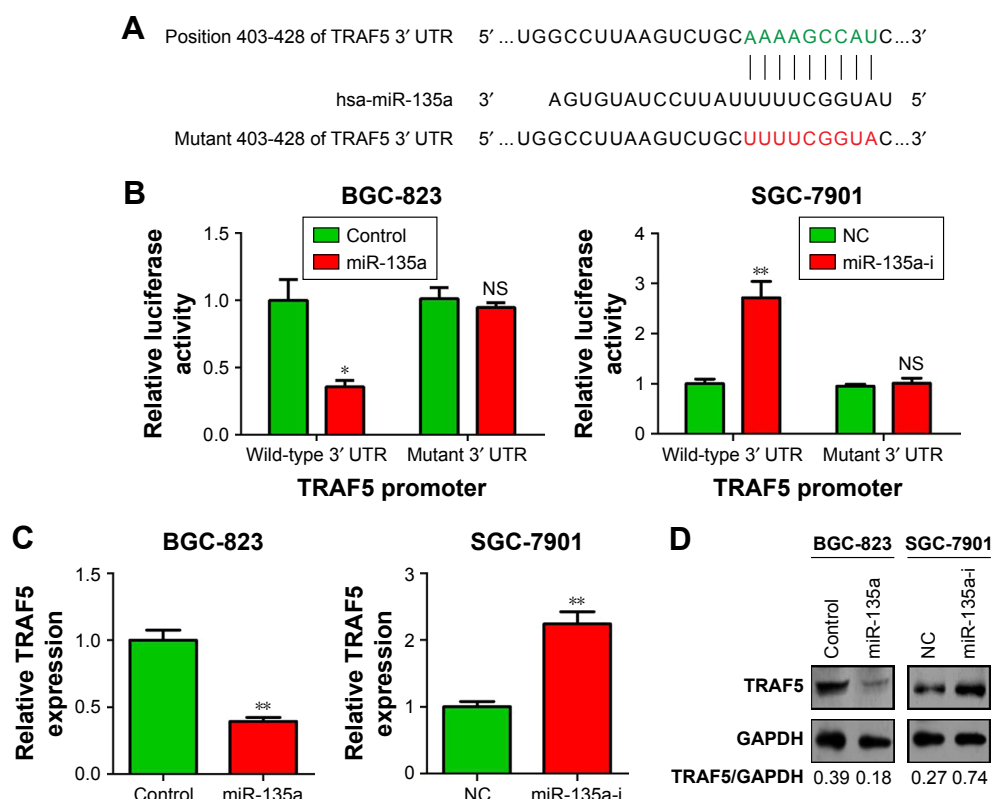 A
Position 403-428 of TRAF5 3′ UTR 5′ ...UGGCCUUAAGUCUGCAAAAGCCAUC...3′
hsa-miR-135a 3′ AGUGUAUCCUUAUUUUUCGGUAU 5′
Mutant 403-428 of TRAF5 3′ UTR 5′ ...UGGCCUUAAGUCUGCUUUUCGGUAC...3′
B
BGC-823
Control
miR-135a
Relative luciferase
activity
1.5
1.0
0.5
0.0
*
NS
Wild-type 3′ UTR Mutant 3′ UTR
TRAF5 promoter
SGC-7901
NC
miR-135a-i
Relative luciferase
activity
4
3
2
1
0
**
NS
Wild-type 3′ UTR Mutant 3′ UTR
TRAF5 promoter
C
BGC-823
Relative TRAF5
expression
1.5
1.0
0.5
0.0
**
Control miR-135a
SGC-7901
Relative TRAF5
expression
3
2
1
0
**
NC miR-135a-i
D
BGC-823 SGC-7901
Control
miR-135a
NC
miR-135a-i
TRAF5
GAPDH
TRAF5/GAPDH 0.39 0.18 0.27 0.74